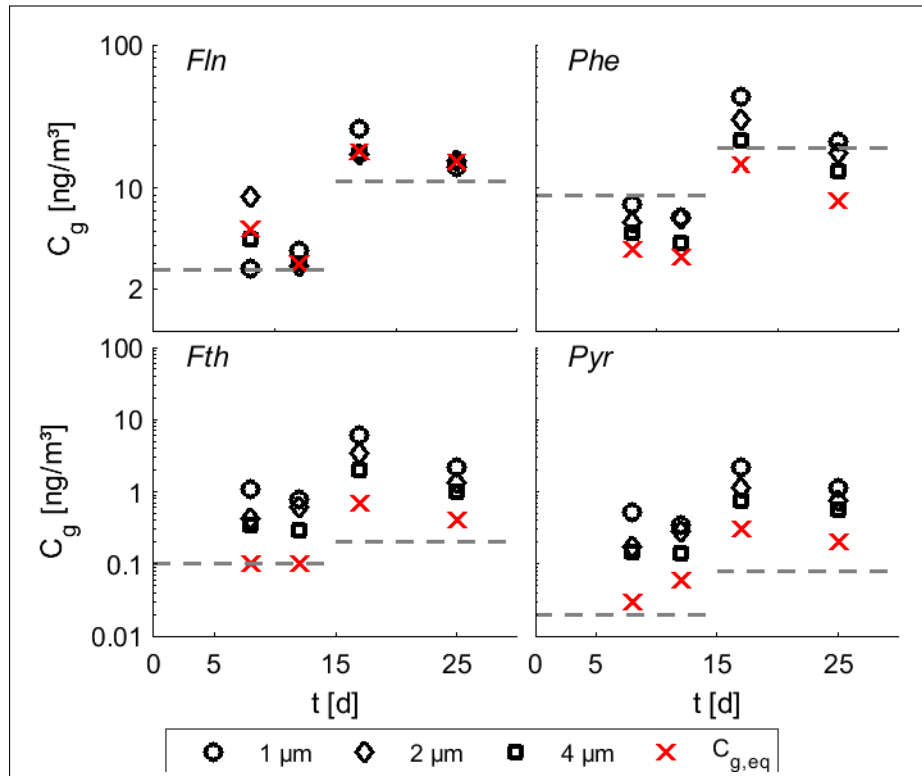 Fln
Phe
100
10
2
C_g [ng/m³]
Fth
Pyr
100
10
1
0.1
0.01
C_g [ng/m³]
0 5 15 25
0 5 15 25
t [d]
t [d]
1 μm 2 μm 4 μm C_g,eq